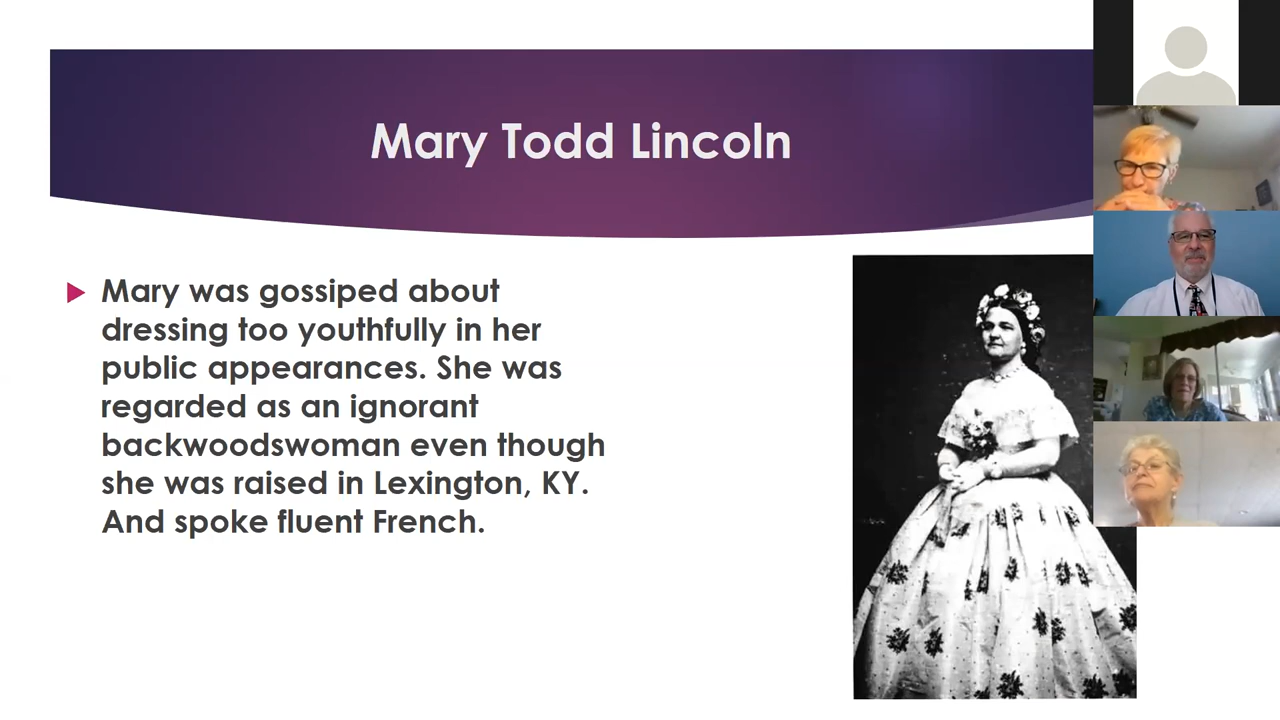 Mary Todd Lincoln
Mary was gossiped about
dressing too youthfully in her
public appearances. She was
regarded as an ignorant
backwoodswoman even though
she was raised in Lexington, KY.
And spoke fluent French.